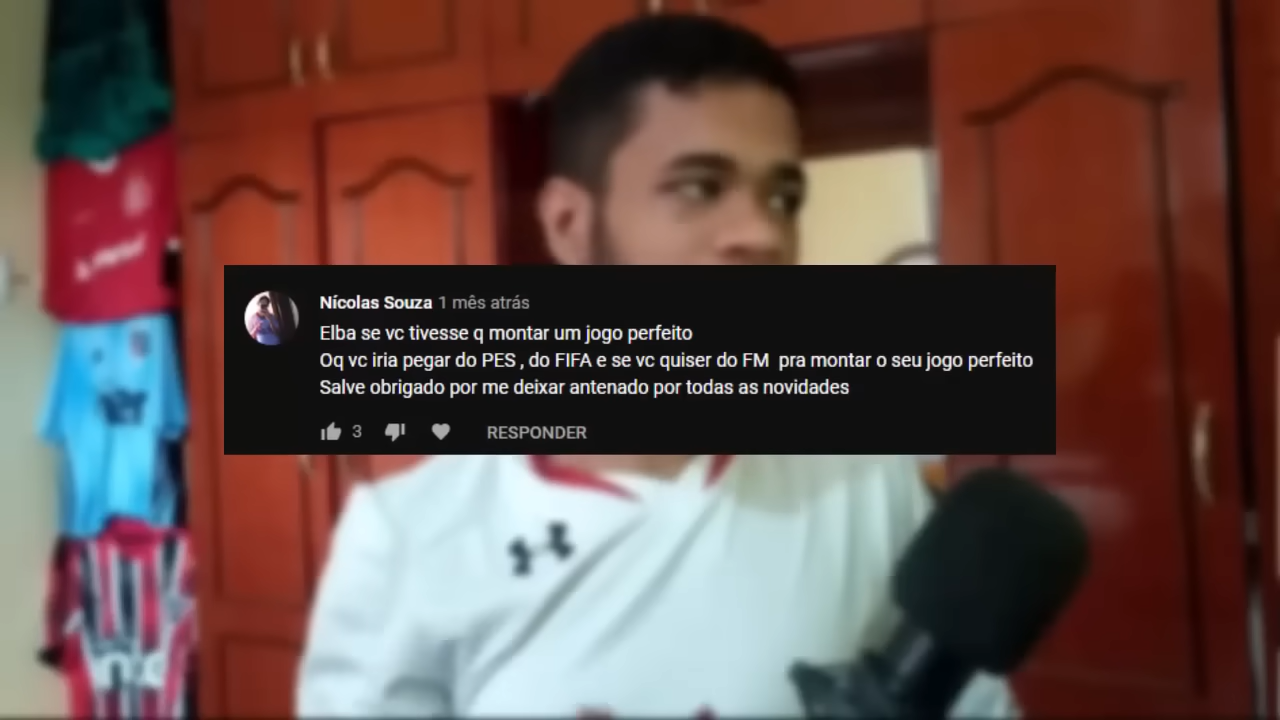 Nícolas Souza 1 mês atrás
Elba se vc tivesse q montar um jogo perfeito
Oq vc iria pegar do PES , do FIFA e se vc quiser do FM pra montar o seu jogo perfeito
Salve obrigado por me deixar antenado por todas as novidades
3
RESPONDER